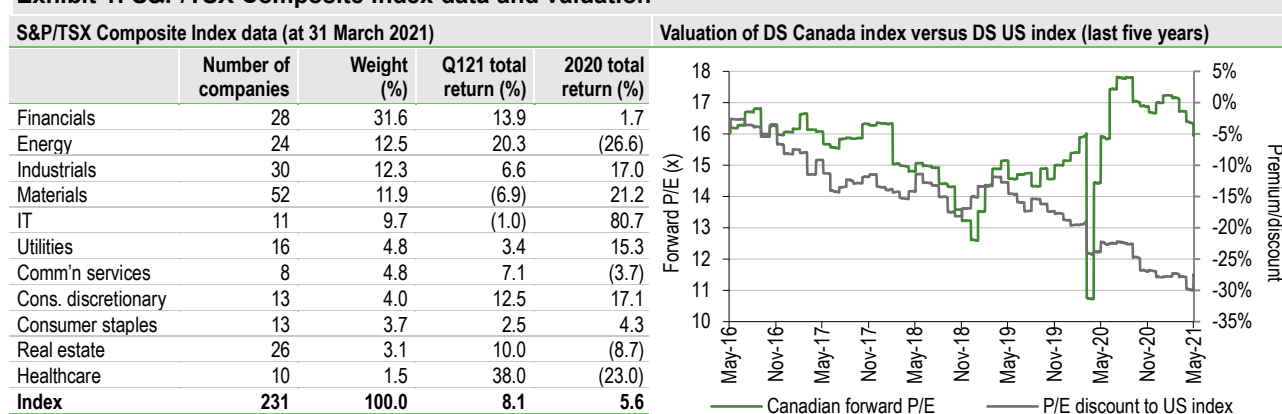 Exhibit 1: S&P/TSX Composite Index data and valuation
S&P/TSX Composite Index data (at 31 March 2021)
Number of companies Weight (%) Q121 total return (%) 2020 total return (%)
Financials 28 31.6 13.9 1.7
Energy 24 12.5 20.3 (26.6)
Industrials 30 12.3 6.6 17.0
Materials 52 11.9 (6.9) 21.2
IT 11 9.7 (1.0) 80.7
Utilities 16 4.8 3.4 15.3
Comm'n services 8 4.8 7.1 (3.7)
Cons. discretionary 13 4.0 12.5 17.1
Consumer staples 13 3.7 2.5 4.3
Real estate 26 3.1 10.0 (8.7)
Healthcare 10 1.5 38.0 (23.0)
Index 231 100.0 8.1 5.6
Valuation of DS Canada index versus DS US index (last five years)
Forward P/E (x)
18
17
16
15
14
13
12
11
10
5%
0%
-5%
-10%
-15%
-20%
-25%
-30%
-35%
Premium/discount
May-16
Nov-16
May-17
Nov-17
May-18
Nov-18
May-19
Nov-19
May-20
Nov-20
May-21
Canadian forward P/E
P/E discount to US index